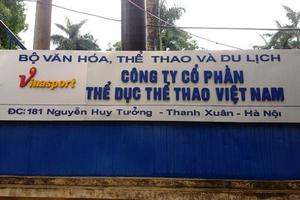 BỘ VĂN HÓA, THỂ THAO VÀ DU LỊCH
Vinasport
CÔNG TY CỔ PHẦN
THỂ DỤC THỂ THAO VIỆT NAM
ĐC:181 Nguyễn Huy Tưởng - Thanh Xuân - Hà Nội